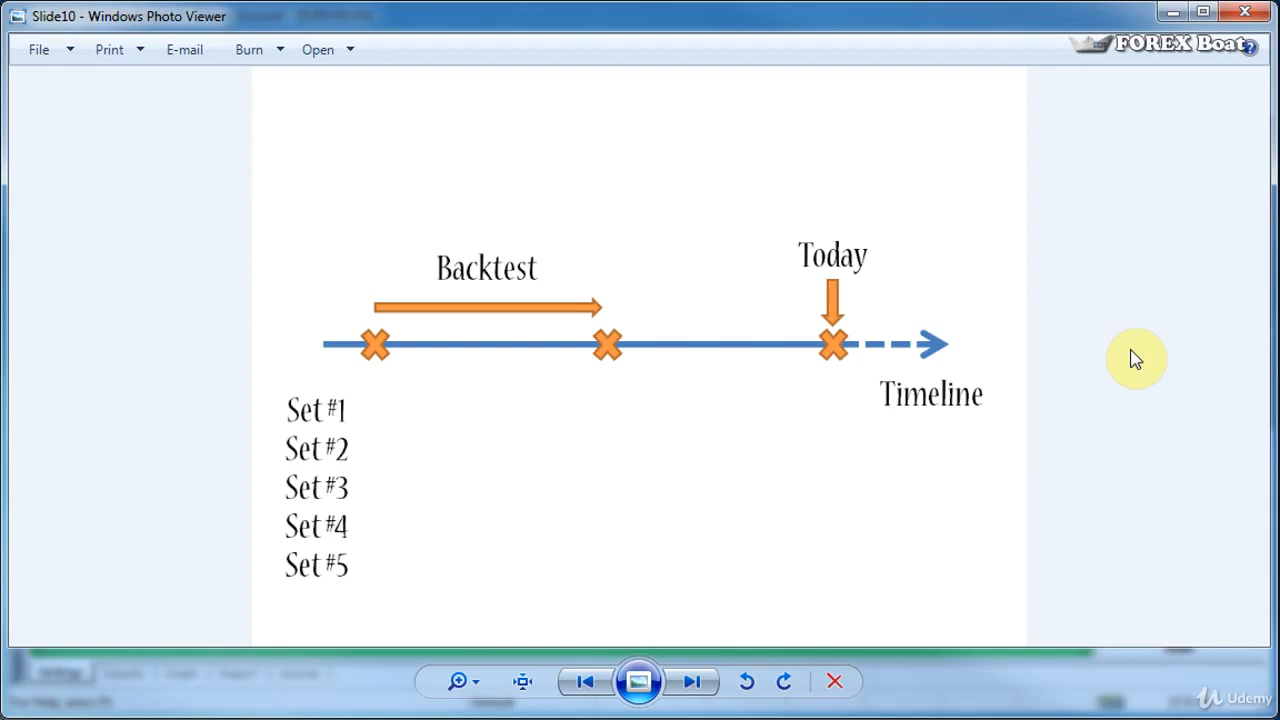 Slide10 - Windows Photo Viewer
File Print E-mail Burn Open
FOREX Boat
Backtest
Today
Timeline
Set #1
Set #2
Set #3
Set #4
Set #5
Udemy